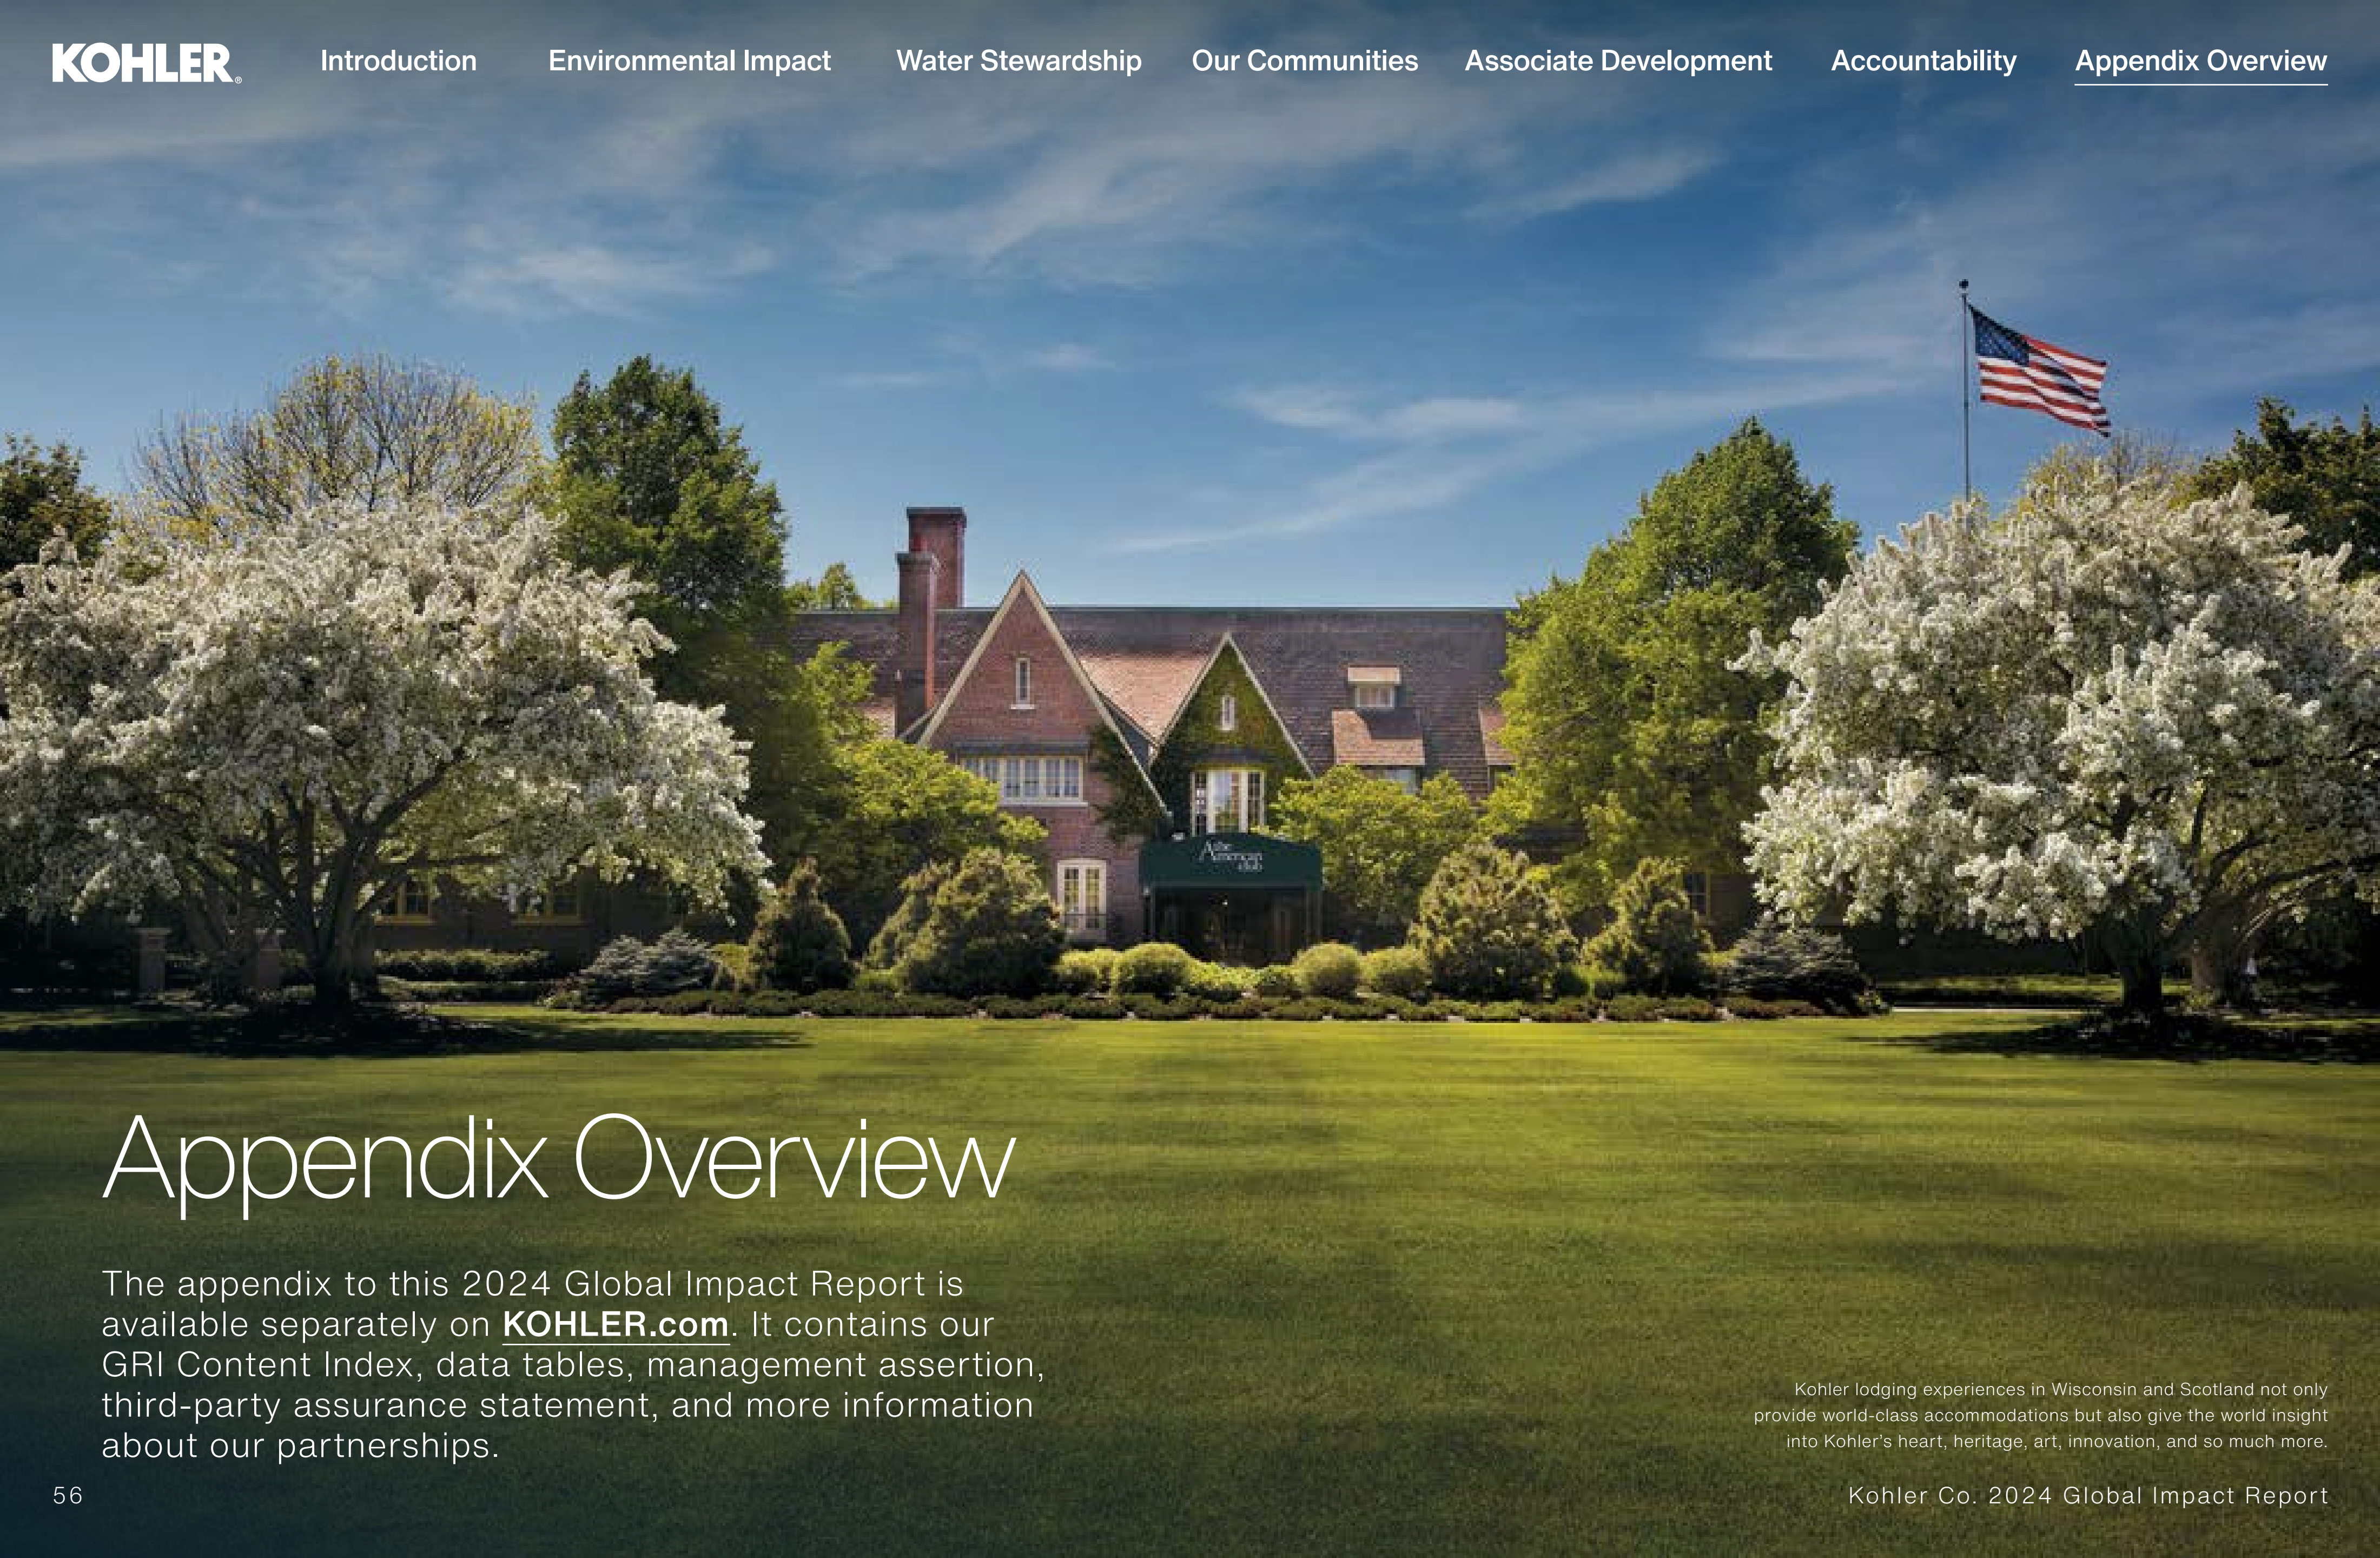 KOHLER®
Introduction
Environmental Impact
Water Stewardship
Our Communities
Associate Development
Accountability
Appendix Overview
the
American
club
Appendix Overview
The appendix to this 2024 Global Impact Report is
available separately on KOHLER.com. It contains our
GRI Content Index, data tables, management assertion,
third-party assurance statement, and more information
about our partnerships.
Kohler lodging experiences in Wisconsin and Scotland not only
provide world-class accommodations but also give the world insight
into Kohler’s heart, heritage, art, innovation, and so much more.
56
Kohler Co. 2024 Global Impact Report